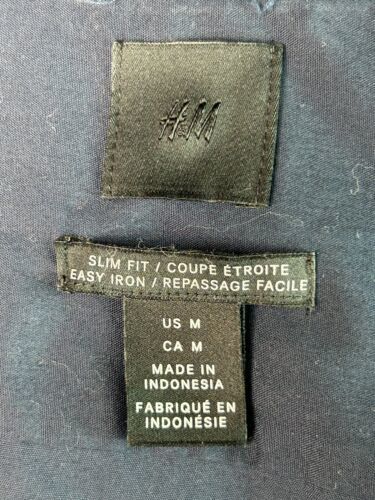 H&M
SLIM FIT / COUPE ÉTROITE
EASY IRON / REPASSAGE FACILE
US M
CA M
MADE IN
INDONESIA
FABRIQUÉ EN
INDONÉSIE